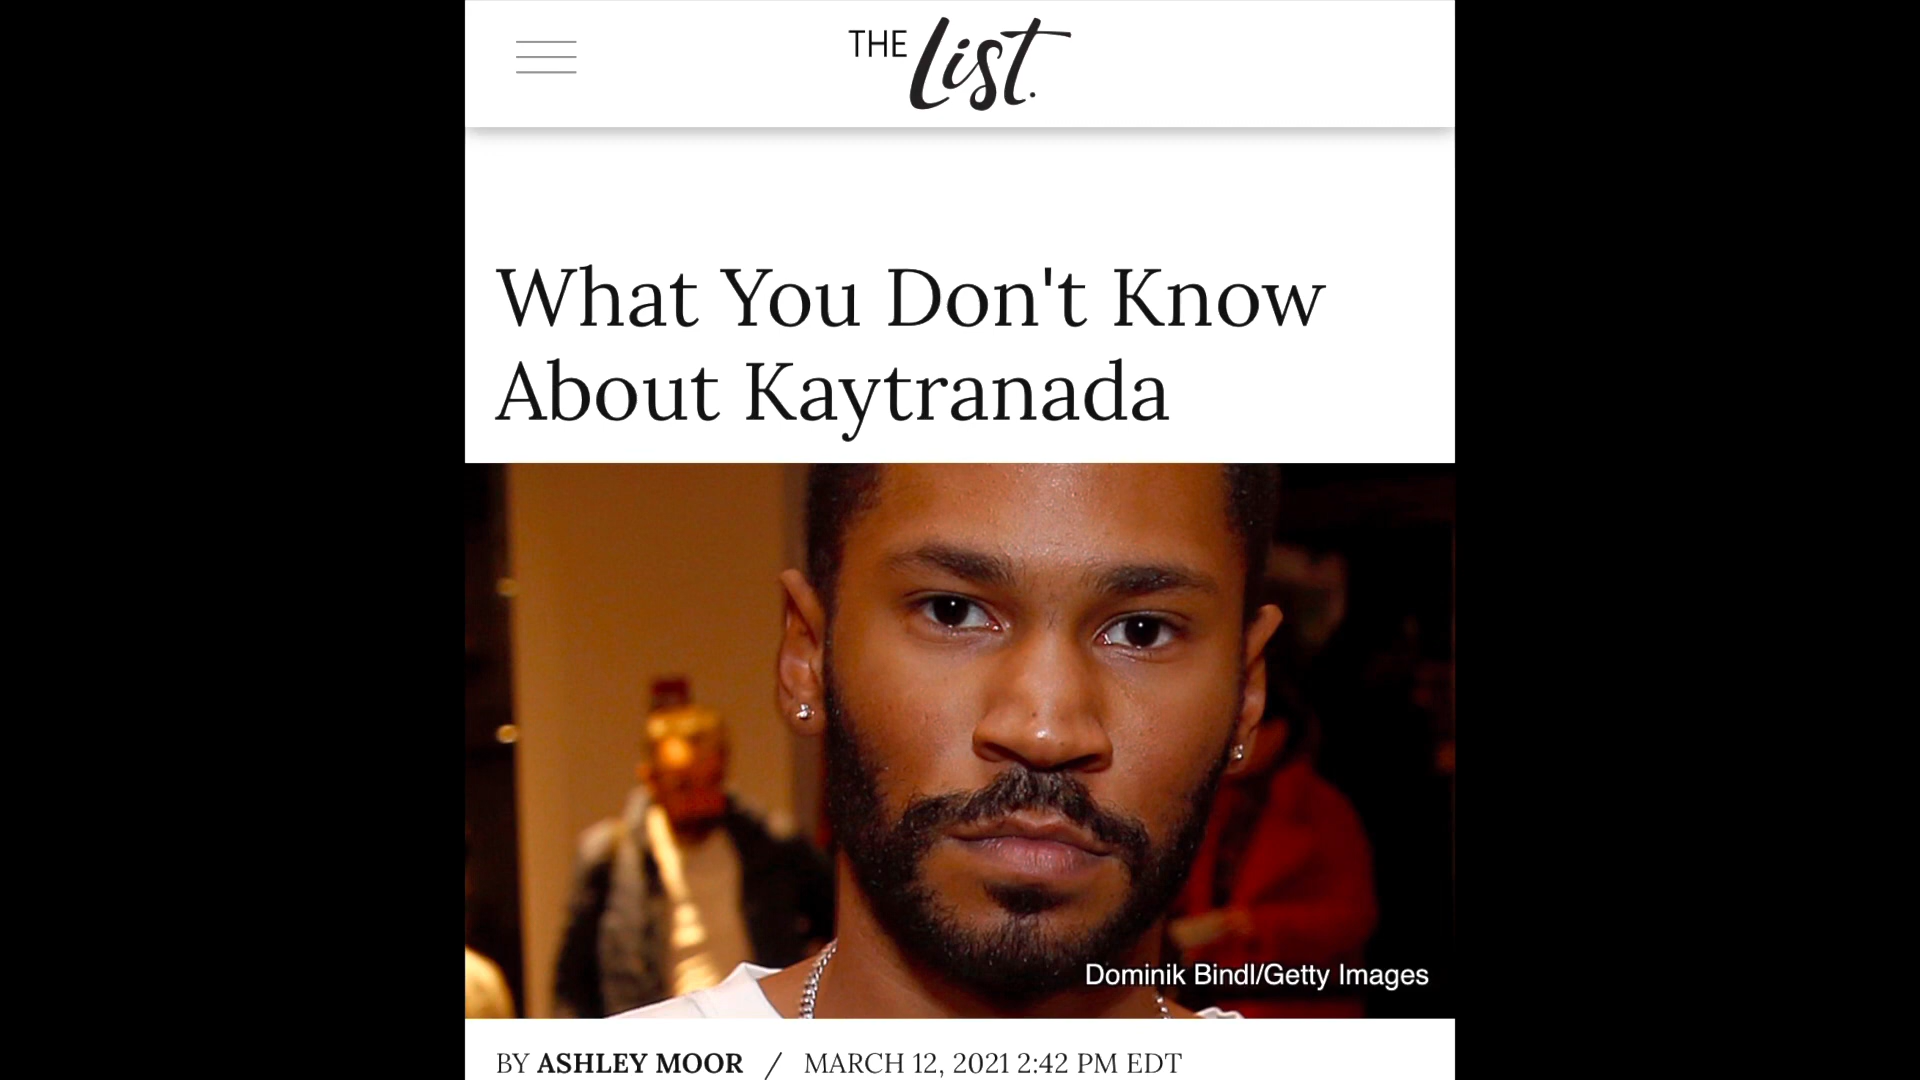 THE List.
What You Don't Know
About Kaytranada
Dominik Bindl/Getty Images
BY ASHLEY MOOR / MARCH 12, 2021 2:42 PM EDT